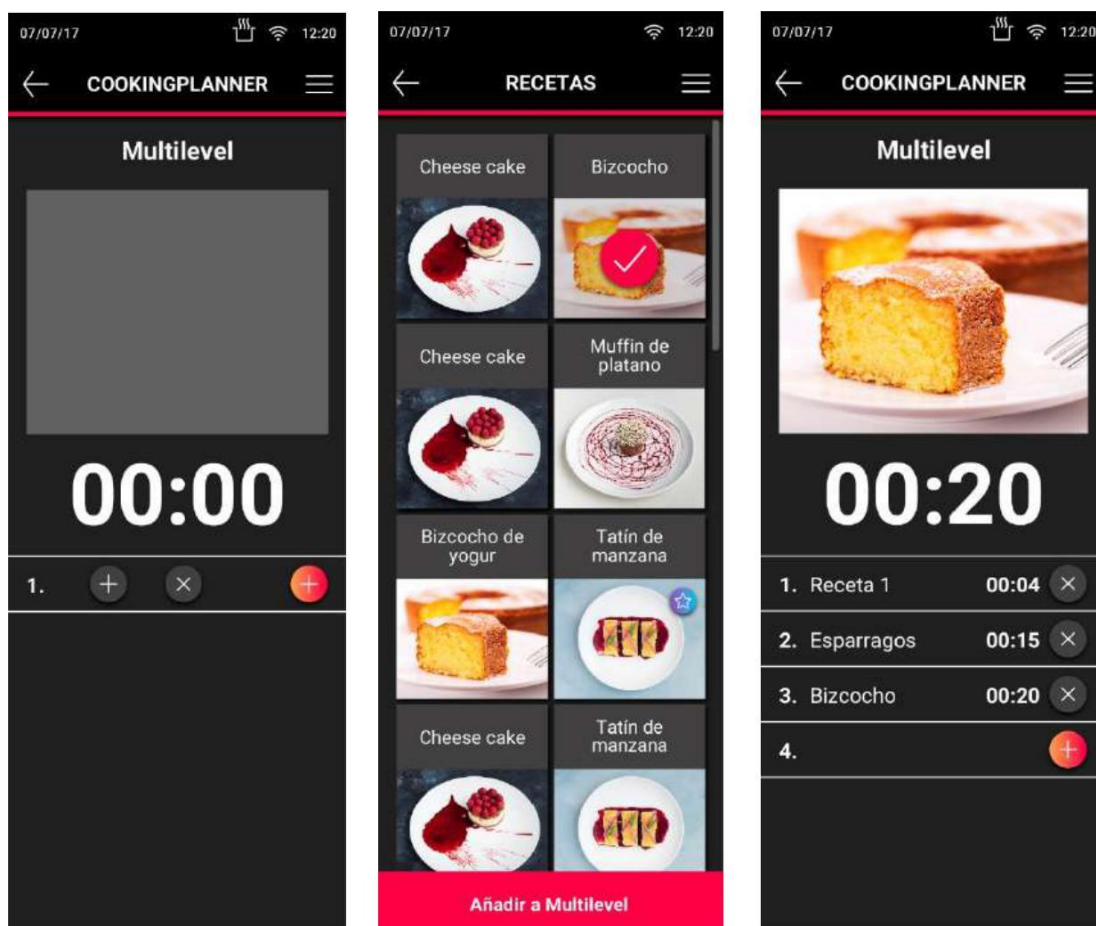 07/07/17 12:20
COOKINGPLANNER
Multilevel
00:00
1.
07/07/17 12:20
RECETAS
Cheese cake
Bizcocho
Cheese cake
Muffin de
platano
Bizcocho de
yogur
Tatín de
manzana
Cheese cake
Tatín de
manzana
Añadir a Multilevel
07/07/17 12:20
COOKINGPLANNER
Multilevel
00:20
1. Receta 1 00:04
2. Esparragos 00:15
3. Bizcocho 00:20
4.